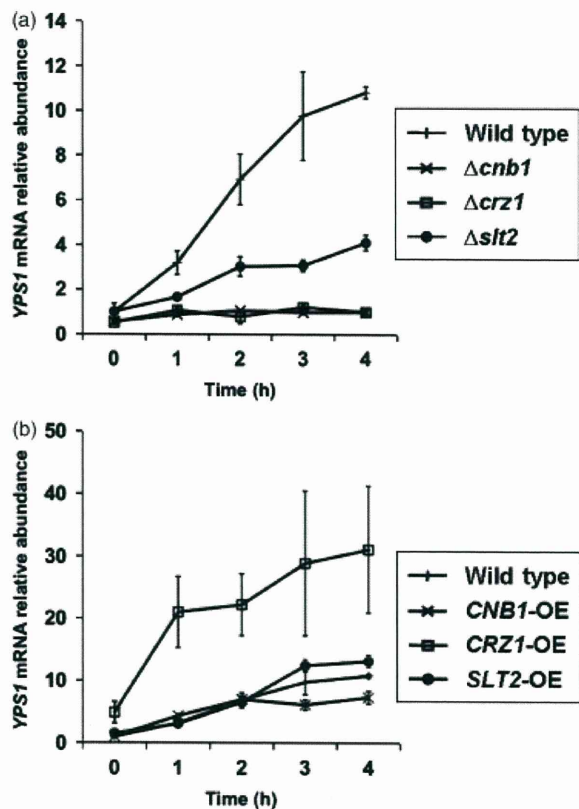 (a)
14
12
10
8
6
4
2
0
YPS1 mRNA relative abundance
0 1 2 3 4
Time (h)
Wild type
Δcnb1
Δcrz1
Δslt2
(b)
50
40
30
20
10
0
YPS1 mRNA relative abundance
0 1 2 3 4
Time (h)
Wild type
CNB1-OE
CRZ1-OE
SLT2-OE